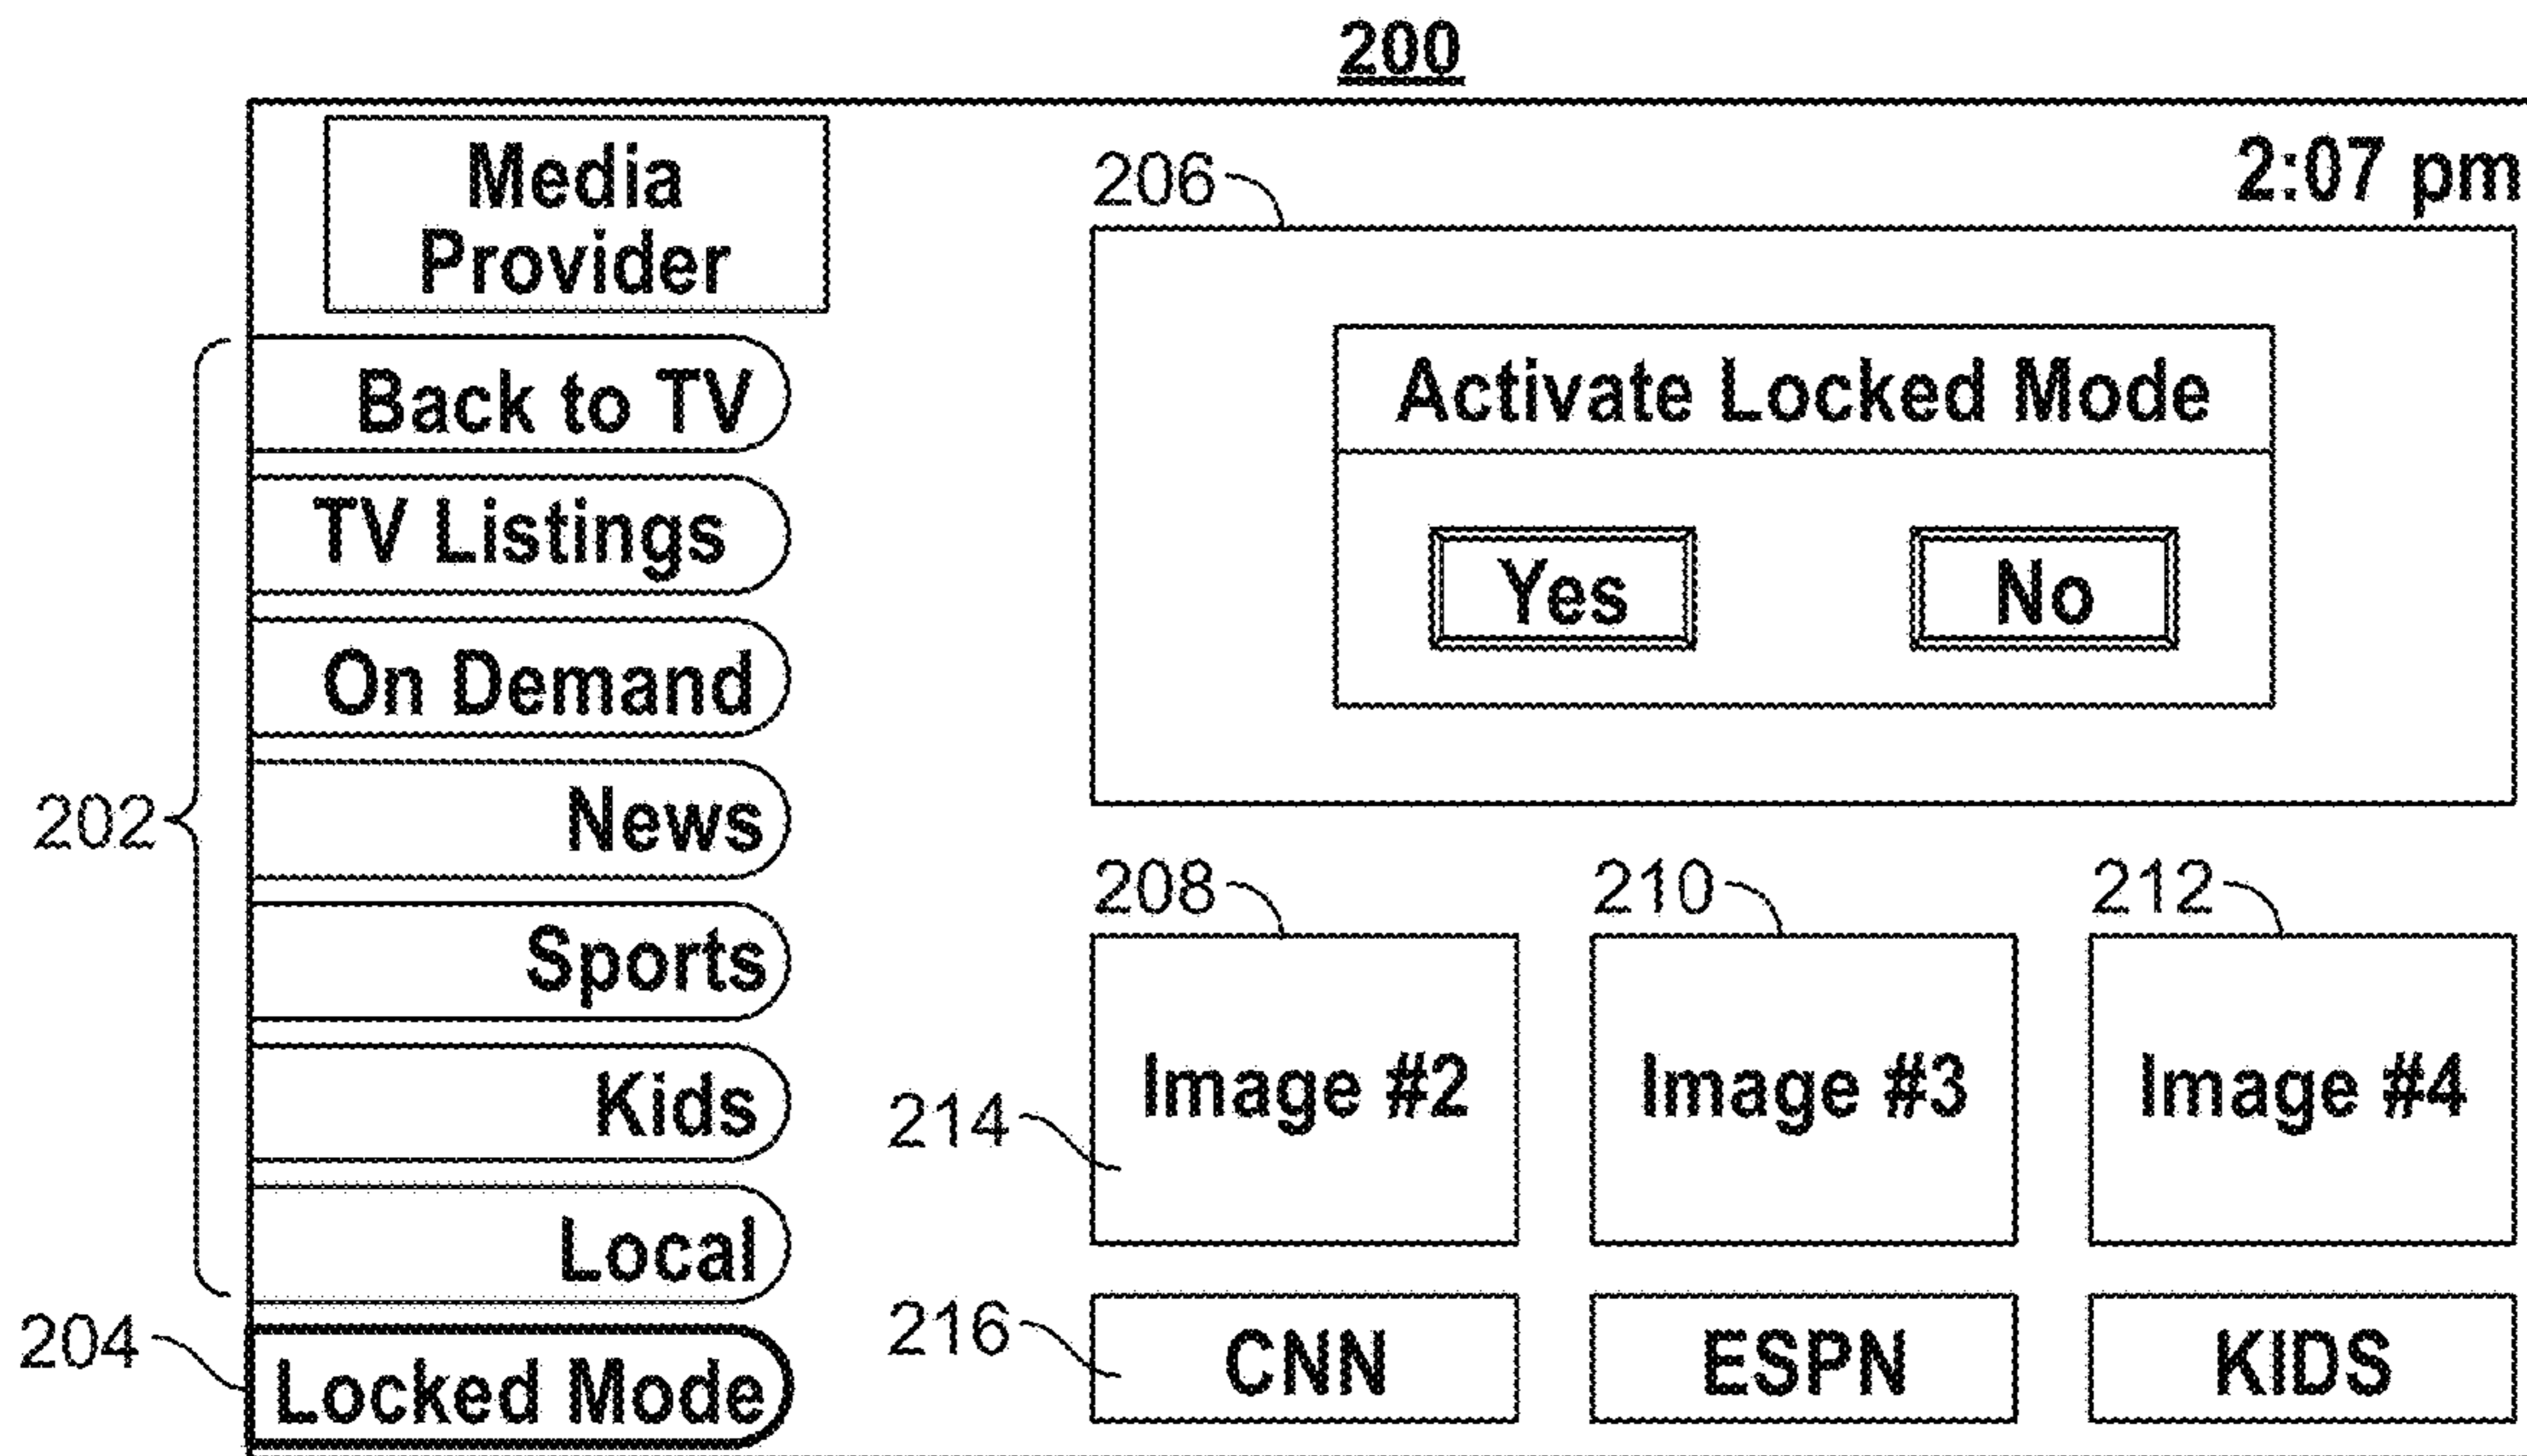 200
Media
Provider
2:07 pm
206
Back to TV
Activate Locked Mode
TV Listings
Yes
No
On Demand
202
News
208
210
212
Sports
Image #2
Image #3
Image #4
214
Kids
Local
204
Locked Mode
216
CNN
ESPN
KIDS